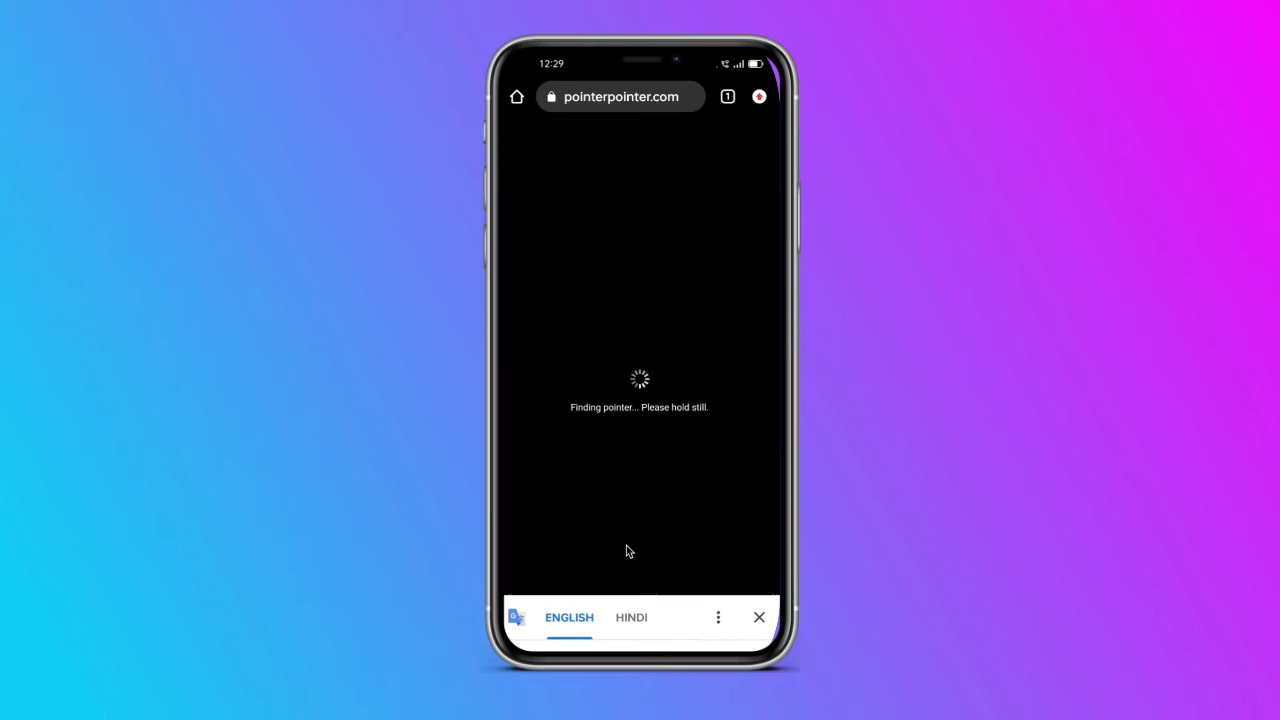 12:29
pointerpointer.com
1
Finding pointer... Please hold still.
ENGLISH HINDI